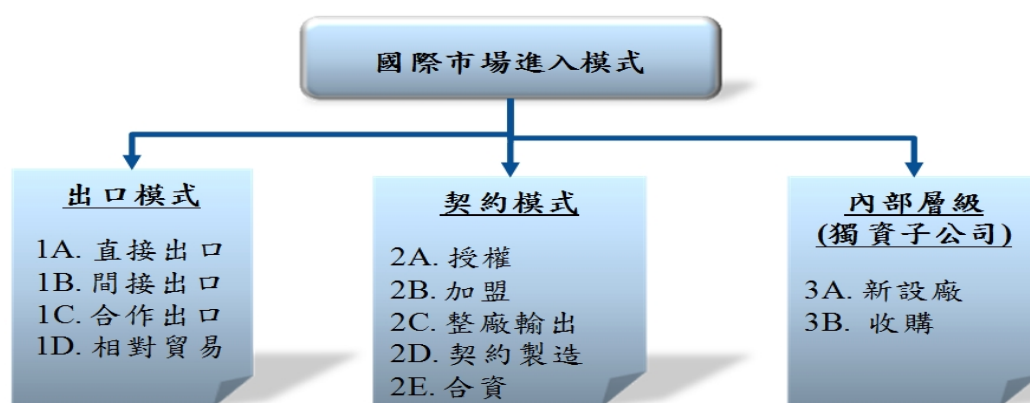 國際市場進入模式
出口模式
1A. 直接出口
1B. 間接出口
1C. 合作出口
1D. 相對貿易
契約模式
2A. 授權
2B. 加盟
2C. 整廠輸出
2D. 契約製造
2E. 合資
內部層級
(獨資子公司)
3A. 新設廠
3B. 收購